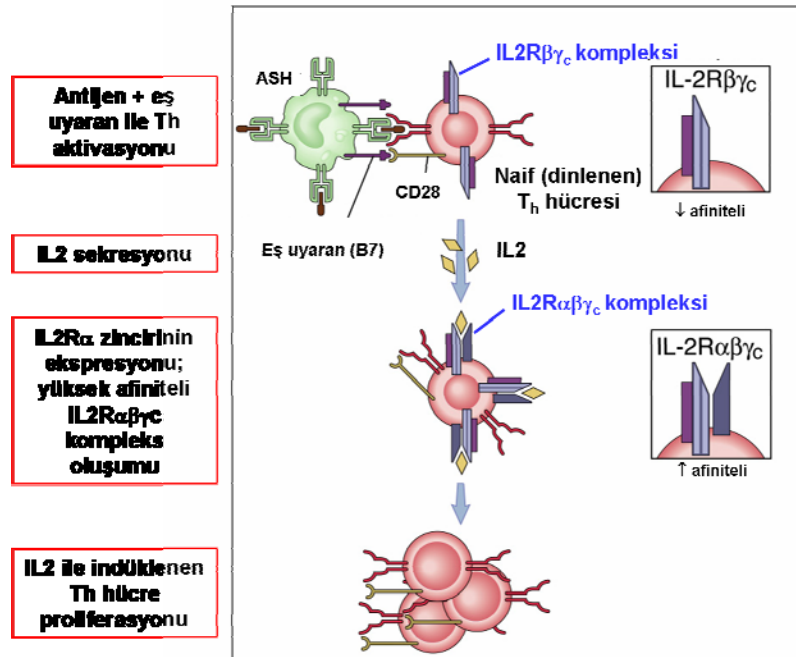 Antijen + eş
uyaran ile Th
aktivasyonu
IL2 sekresyonu
IL2Rα zincirinin
ekspresyonu;
yüksek afiniteli
IL2Rαβγc
kompleks
oluşumu
IL2 ile indüklenen
Th hücre
proliferasyonu
ASH
IL2Rβγc kompleksi
CD28
Naif (dinlenen)
Th hücresi
Eş uyaran (B7)
IL2
IL2Rαβγc kompleksi
IL-2Rβγc
↓ afiniteli
IL-2Rαβγc
↑ afiniteli